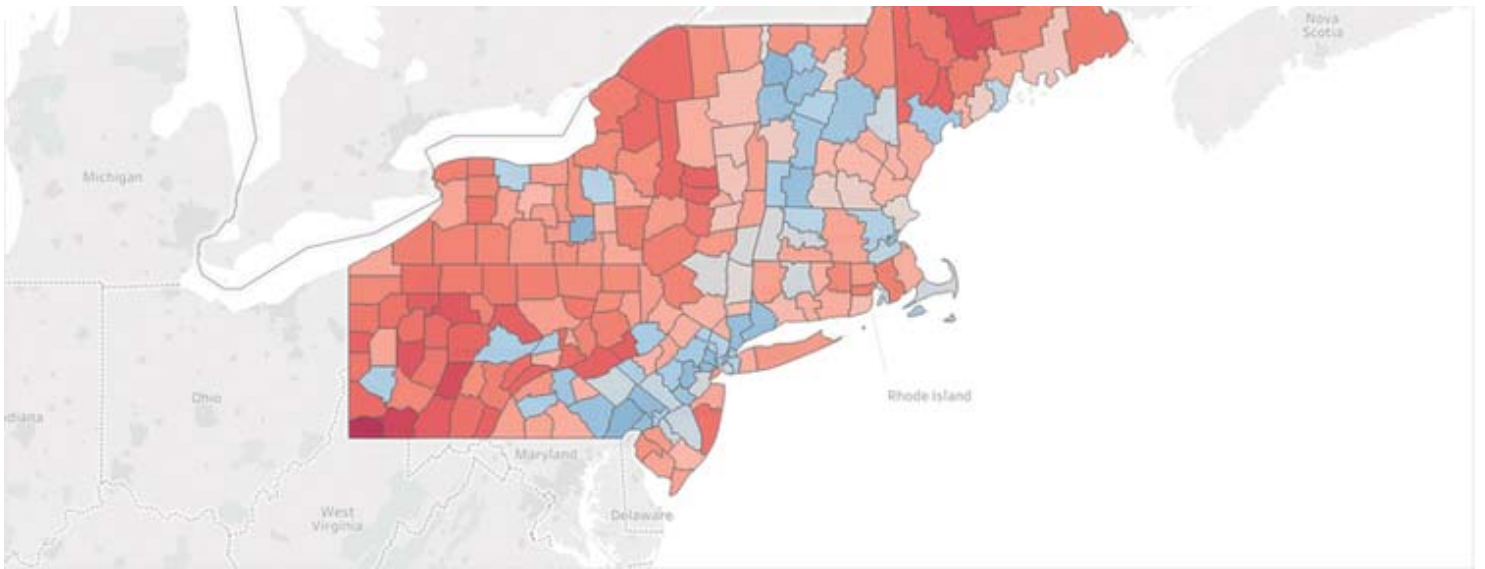 Nova
Scotia
Michigan
Ohio
diana
Rhode Island
Maryland
West
Virginia
Delaware